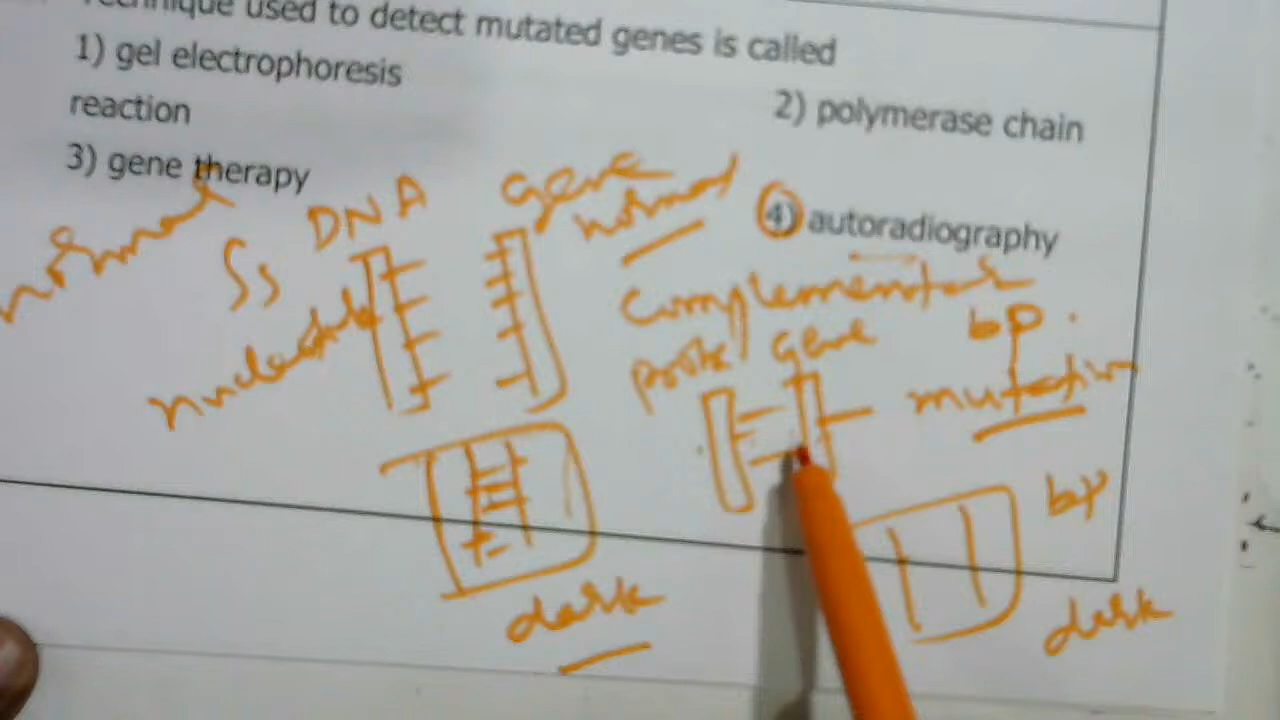 Technique used to detect mutated genes is called
1) gel electrophoresis
2) polymerase chain
reaction
3) gene therapy
4) autoradiography
normal
DNA
gene
normal
Ss
complementar
bp
probe gene
mutation
bp
dark
dark